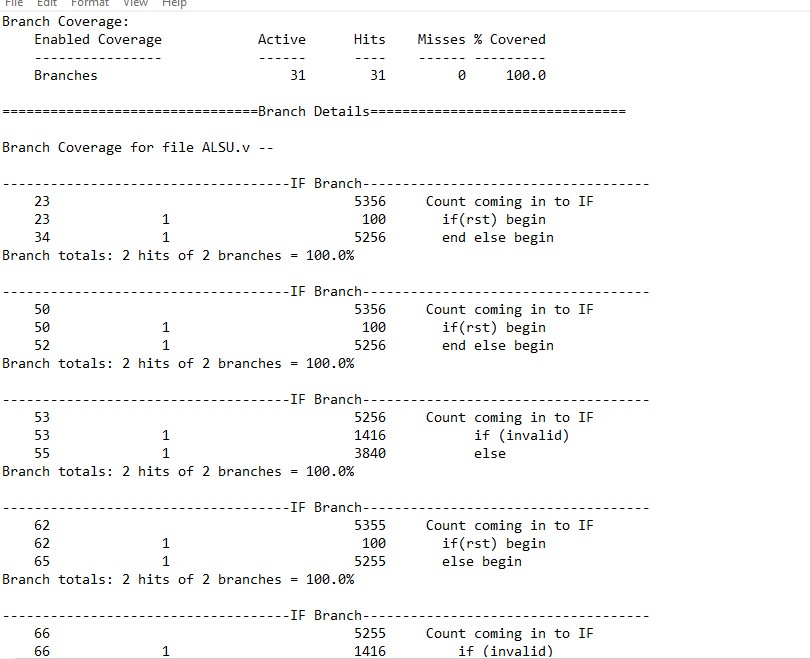 File Edit Format View Help
Branch Coverage:
    Enabled Coverage            Active      Hits    Misses % Covered
    ----------------            ------      ----    ------ ---------
    Branches                        31        31         0     100.0

================================Branch Details================================

Branch Coverage for file ALSU.v --

------------------------------------IF Branch------------------------------------
    23                                      5356     Count coming in to IF
    23              1                        100       if(rst) begin
    34              1                       5256       end else begin
Branch totals: 2 hits of 2 branches = 100.0%

------------------------------------IF Branch------------------------------------
    50                                      5356     Count coming in to IF
    50              1                        100       if(rst) begin
    52              1                       5256       end else begin
Branch totals: 2 hits of 2 branches = 100.0%

------------------------------------IF Branch------------------------------------
    53                                      5256     Count coming in to IF
    53              1                       1416           if (invalid)
    55              1                       3840           else
Branch totals: 2 hits of 2 branches = 100.0%

------------------------------------IF Branch------------------------------------
    62                                      5355     Count coming in to IF
    62              1                        100       if(rst) begin
    65              1                       5255       else begin
Branch totals: 2 hits of 2 branches = 100.0%

------------------------------------IF Branch------------------------------------
    66                                      5255     Count coming in to IF
    66              1                       1416         if (invalid)